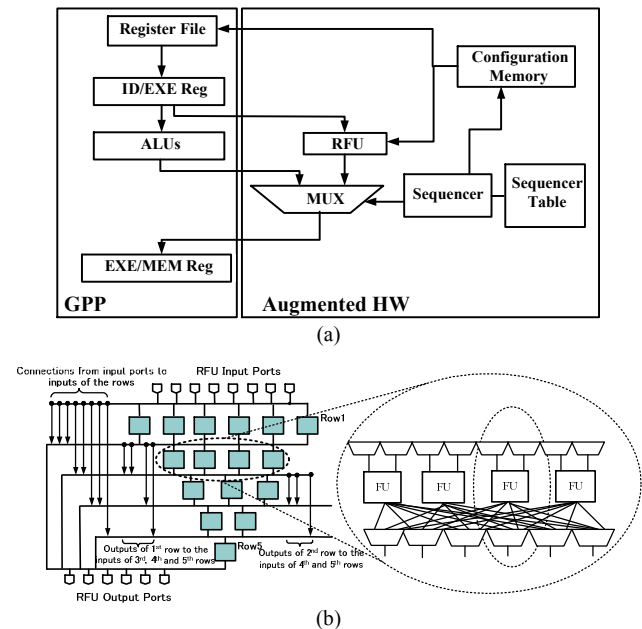 Register File
ID/EXE Reg
ALUs
EXE/MEM Reg
GPP
Configuration
Memory
RFU
MUX
Sequencer
Sequencer
Table
Augmented HW
(a)
Connections from input ports to
inputs of the rows
RFU Input Ports
Row1
Row5
Outputs of 1st row to the
inputs of 3rd, 4th and 5th rows
Outputs of 2nd row to the
inputs of 4th and 5th rows
RFU Output Ports
FU
FU
FU
FU
(b)